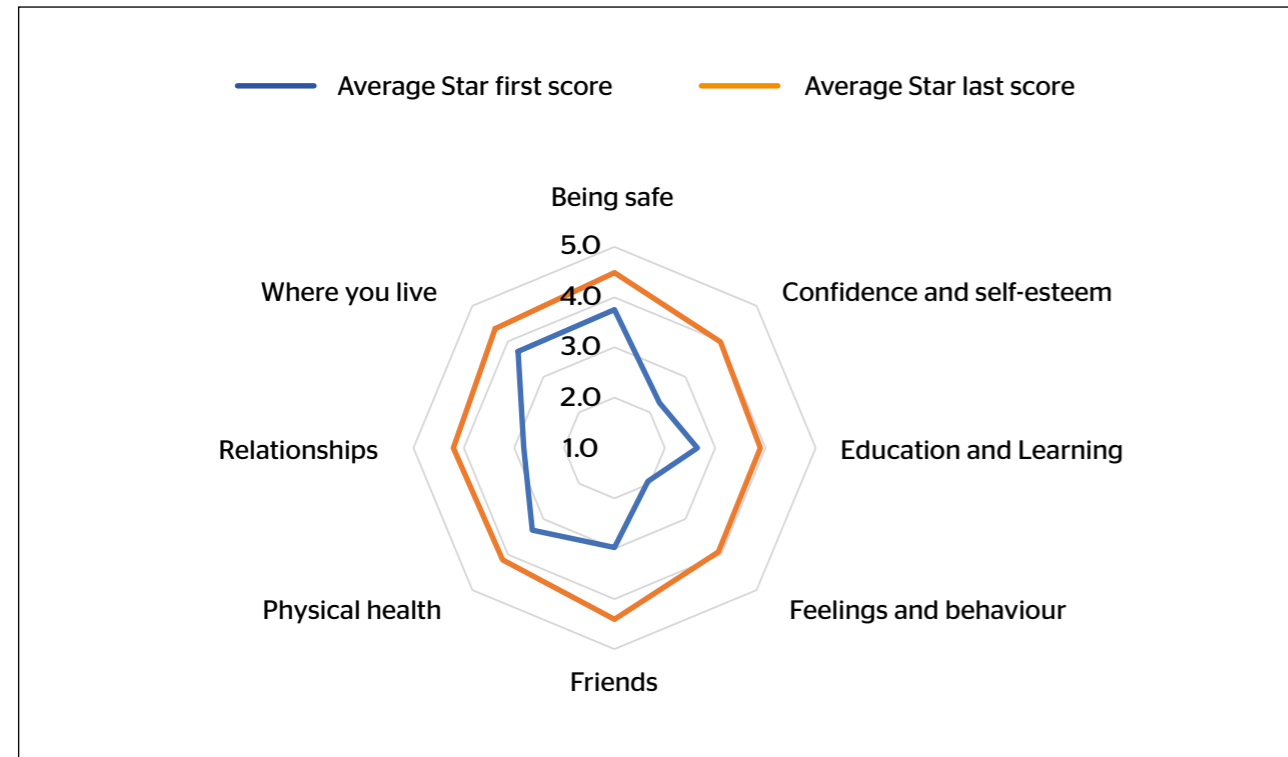 Average Star first score
Average Star last score
Being safe
5.0
Where you live
Confidence and self-esteem
4.0
3.0
2.0
Relationships
1.0
Education and Learning
Physical health
Feelings and behaviour
Friends